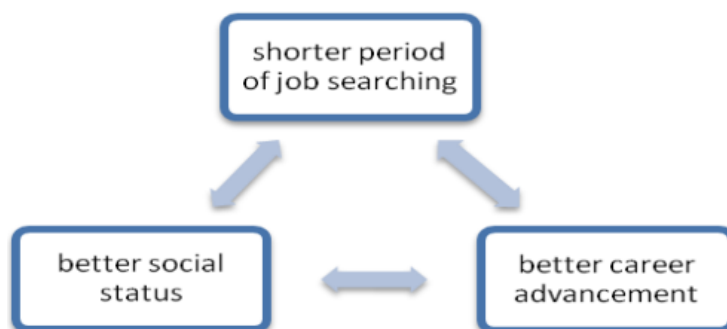 shorter period
of job searching
better social
status
better career
advancement